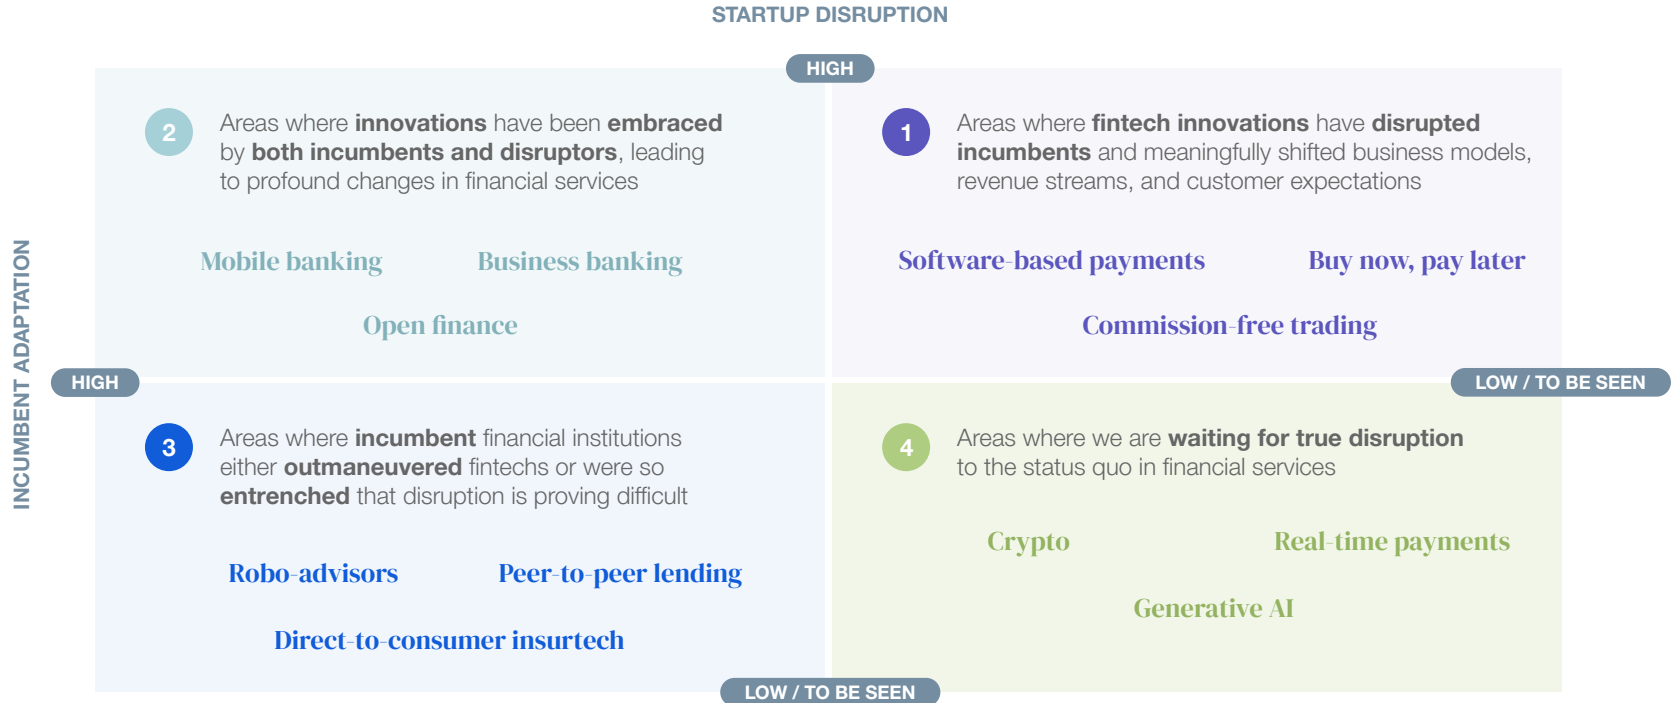 STARTUP DISRUPTION
HIGH
2
Areas where innovations have been embraced
by both incumbents and disruptors, leading
to profound changes in financial services
Mobile banking
Business banking
Open finance
1
Areas where fintech innovations have disrupted
incumbents and meaningfully shifted business models,
revenue streams, and customer expectations
Software-based payments
Buy now, pay later
Commission-free trading
INCUMBENT ADAPTATION
HIGH
LOW / TO BE SEEN
3
Areas where incumbent financial institutions
either outmaneuvered fintechs or were so
entrenched that disruption is proving difficult
Robo-advisors
Peer-to-peer lending
Direct-to-consumer insurtech
4
Areas where we are waiting for true disruption
to the status quo in financial services
Crypto
Real-time payments
Generative AI
LOW / TO BE SEEN